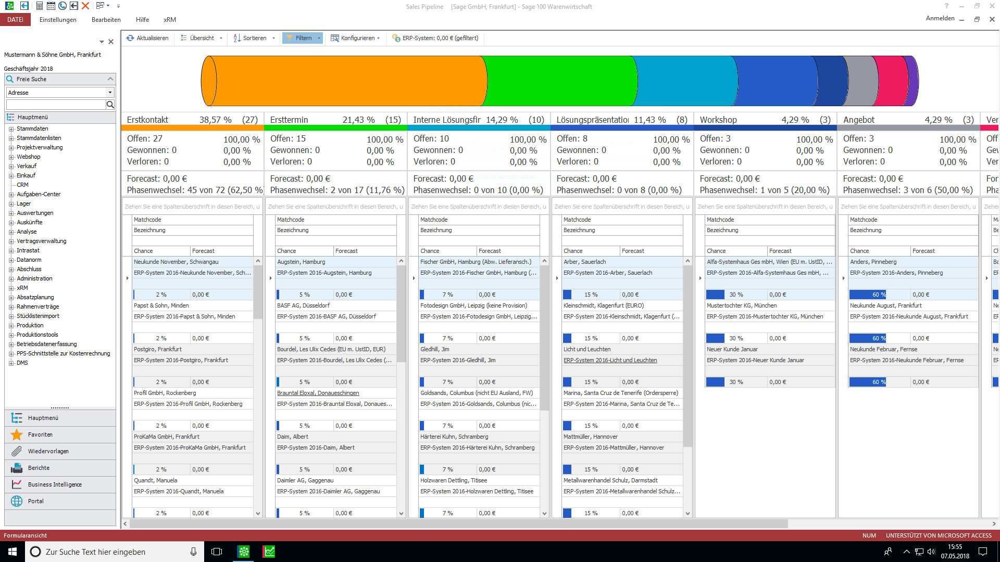 Sales Pipeline [Sage GmbH, Frankfurt] - Sage 100 Warenwirtschaft
DATEI Einstellungen Bearbeiten Hilfe xRM
Anmelden
Aktualisieren Übersicht Sortieren Filtern Konfigurieren ERP-System: 0,00 € (gefiltert)
Mustermann & Söhne GmbH, Frankfurt
Geschäftsjahr 2018
Freie Suche
Adresse
Hauptmenü
Stammdaten
Stammdatenlisten
Projektverwaltung
Webshop
Verkauf
Einkauf
CRM
Aufgaben-Center
Lager
Auswertungen
Auskünfte
Analyse
Vertragsverwaltung
Intrastat
Datanorm
Abschluss
Administration
xRM
Absatzplanung
Rahmenverträge
Stücklistenimport
Produktion
Produktionstools
Betriebsdatenerfassung
PPS-Schnittstelle zur Kostenrechnung
DMS
Hauptmenü
Favoriten
Wiedervorlagen
Berichte
Business Intelligence
Portal
Erstkontakt 38,57 % (27)
Offen: 27 100,00 %
Gewonnen: 0 0,00 %
Verloren: 0 0,00 %
Forecast: 0,00 €
Phasenwechsel: 45 von 72 (62,50 %)
Ziehen Sie eine Spaltenüberschrift in diesen Bereich, u
Matchcode
Bezeichnung
Chance Forecast
Neukunde November, Schwangau
ERP-System 2016-Neukunde November, Sch...
2 % 0,00 €
Papst & Sohn, Minden
ERP-System 2016-Papst & Sohn, Minden
2 % 0,00 €
Postgiro, Frankfurt
ERP-System 2016-Postgiro, Frankfurt
2 % 0,00 €
Profil GmbH, Rockenberg
ERP-System 2016-Profil GmbH, Rockenberg
2 % 0,00 €
ProKaMa GmbH, Frankfurt
ERP-System 2016-ProKaMa GmbH, Frankfurt
2 % 0,00 €
Quandt, Manuela
ERP-System 2016-Quandt, Manuela
2 % 0,00 €
Ersttermin 21,43 % (15)
Offen: 15 100,00 %
Gewonnen: 0 0,00 %
Verloren: 0 0,00 %
Forecast: 0,00 €
Phasenwechsel: 2 von 17 (11,76 %)
Ziehen Sie eine Spaltenüberschrift in diesen Bereich, u
Matchcode
Bezeichnung
Chance Forecast
Augstein, Hamburg
ERP-System 2016-Augstein, Hamburg
5 % 0,00 €
BASF AG, Düsseldorf
ERP-System 2016-BASF AG, Düsseldorf
5 % 0,00 €
Bourdel, Les Ulix Cedes (EU m. UstID, EUR)
ERP-System 2016-Bourdel, Les Ulix Cedes (...
5 % 0,00 €
Brauntal Eloxal, Donaueschingen
ERP-System 2016-Brauntal Eloxal, Donaues...
5 % 0,00 €
Daim, Albert
ERP-System 2016-Daim, Albert
5 % 0,00 €
Daimler AG, Gaggenau
ERP-System 2016-Daimler AG, Gaggenau
5 % 0,00 €
Interne Lösungsfir 14,29 % (10)
Offen: 10 100,00 %
Gewonnen: 0 0,00 %
Verloren: 0 0,00 %
Forecast: 0,00 €
Phasenwechsel: 0 von 10 (0,00 %)
Ziehen Sie eine Spaltenüberschrift in diesen Bereich, u
Matchcode
Bezeichnung
Chance Forecast
Fischer GmbH, Hamburg (Abw. Lieferansch.)
ERP-System 2016-Fischer GmbH, Hamburg (...
7 % 0,00 €
Fotodesign GmbH, Leipzig (keine Provision)
ERP-System 2016-Fotodesign GmbH, Leipzig...
7 % 0,00 €
Gledhill, Jim
ERP-System 2016-Gledhill, Jim
7 % 0,00 €
Goldsands, Columbus (nicht EU Ausland, FW)
ERP-System 2016-Goldsands, Columbus (nic...
7 % 0,00 €
Härterei Kuhn, Schramberg
ERP-System 2016-Härterei Kuhn, Schramberg
7 % 0,00 €
Holzwaren Dettling, Titisee
ERP-System 2016-Holzwaren Dettling, Titisee
7 % 0,00 €
Lösungspräsentation 11,43 % (8)
Offen: 8 100,00 %
Gewonnen: 0 0,00 %
Verloren: 0 0,00 %
Forecast: 0,00 €
Phasenwechsel: 0 von 8 (0,00 %)
Ziehen Sie eine Spaltenüberschrift in diesen Bereich, u
Matchcode
Bezeichnung
Chance Forecast
Arber, Sauerlach
ERP-System 2016-Arber, Sauerlach
15 % 0,00 €
Kleinschmidt, Klagenfurt (EURO)
ERP-System 2016-Kleinschmidt, Klagenfurt (...
15 % 0,00 €
Licht und Leuchten
ERP-System 2016-Licht und Leuchten
15 % 0,00 €
Marina, Santa Cruz de Tenerife (Ordersperre)
ERP-System 2016-Marina, Santa Cruz de Te...
15 % 0,00 €
Mattmüller, Hannover
ERP-System 2016-Mattmüller, Hannover
15 % 0,00 €
Metallwarenhandel Schulz, Darmstadt
ERP-System 2016-Metallwarenhandel Schulz...
15 % 0,00 €
Workshop 4,29 % (3)
Offen: 3 100,00 %
Gewonnen: 0 0,00 %
Verloren: 0 0,00 %
Forecast: 0,00 €
Phasenwechsel: 1 von 5 (20,00 %)
Ziehen Sie eine Spaltenüberschrift in diesen Bereich, u
Matchcode
Bezeichnung
Chance Forecast
Alfa-Systemhaus Ges mbH, Wien (EU m. UstID, ...
ERP-System 2016-Alfa-Systemhaus Ges mbH, ...
30 % 0,00 €
Mustertochter KG, München
ERP-System 2016-Mustertochter KG, München
30 % 0,00 €
Neuer Kunde Januar
ERP-System 2016-Neuer Kunde Januar
30 % 0,00 €
Angebot 4,29 % (3)
Offen: 3 100,00 %
Gewonnen: 0 0,00 %
Verloren: 0 0,00 %
Forecast: 0,00 €
Phasenwechsel: 3 von 6 (50,00 %)
Ziehen Sie eine Spaltenüberschrift in diesen Bereich, u
Matchcode
Bezeichnung
Chance Forecast
Anders, Pinneberg
ERP-System 2016-Anders, Pinneberg
60 % 0,00 €
Neukunde August, Frankfurt
ERP-System 2016-Neukunde August, Frankfurt
60 % 0,00 €
Neukunde Februar, Fernse
ERP-System 2016-Neukunde Februar, Fernse
60 % 0,00 €
Ver
Formularansicht NUM UNTERSTÜTZT VON MICROSOFT ACCESS
Zur Suche Text hier eingeben
15:55
07.05.2018